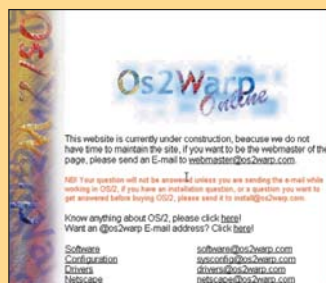 Os2Warp
Online
This website is currently under construction, beacuse we do not
have time to maintain the site, if you want to be the webmaster of the
page, please send an E-mail to webmaster@os2warp.com.
NB! Your question will not be answered unless you are sending the e-mail while
working in OS/2, if you have an installation question, or a question you want to
get answered before buying OS/2, please send it to install@os2warp.com.
Know anything about OS/2, please click here!
Want an @os2warp E-mail address? Click here!
Software software@os2warp.com
Configuration sysconfig@os2warp.com
Drivers drivers@os2warp.com
Netscape netscape@os2warp.com